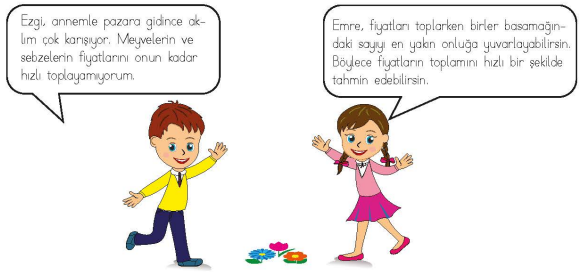 Ezgi, annemle pazara gidince ak-
lım çok karışıyor. Meyvelerin ve
sebzelerin fiyatlarını onun kadar
hızlı toplayamıyorum.
Emre, fiyatları toplarken birler basamağın-
daki sayıyı en yakın onluğa yuvarlayabilirsin.
Böylece fiyatların toplamını hızlı bir şekilde
tahmin edebilirsin.